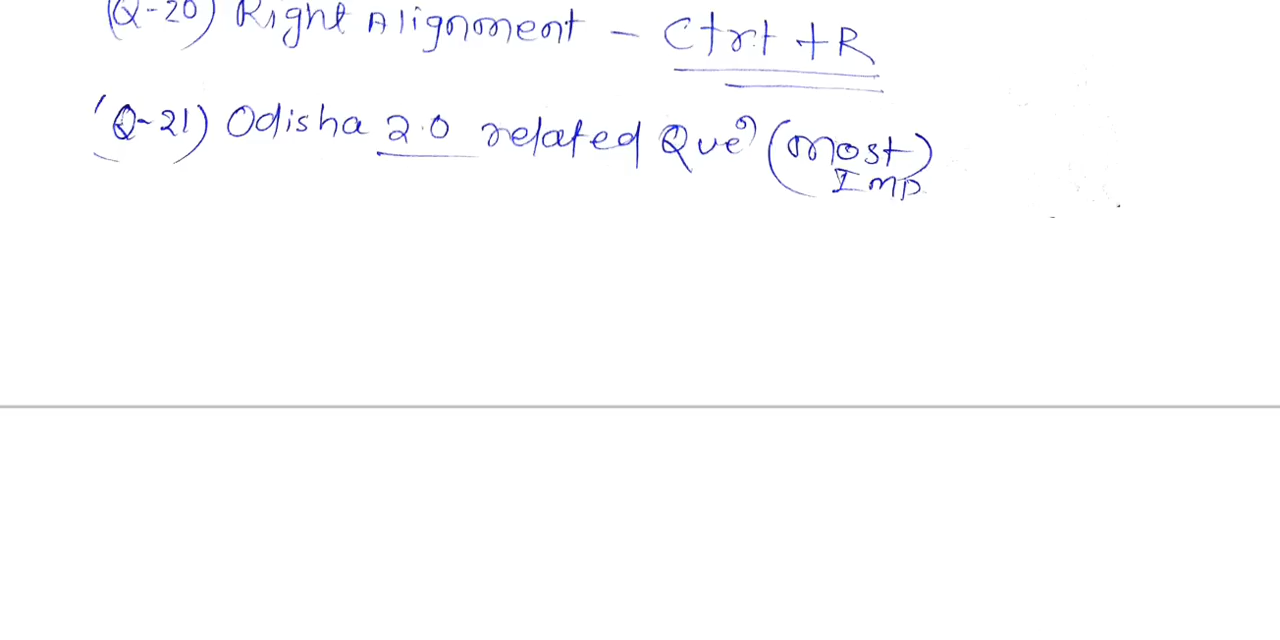 (Q-20) Right Alignment - Ctrl + R
(Q-21) Odisha 2.0 related Que? (most
Imp